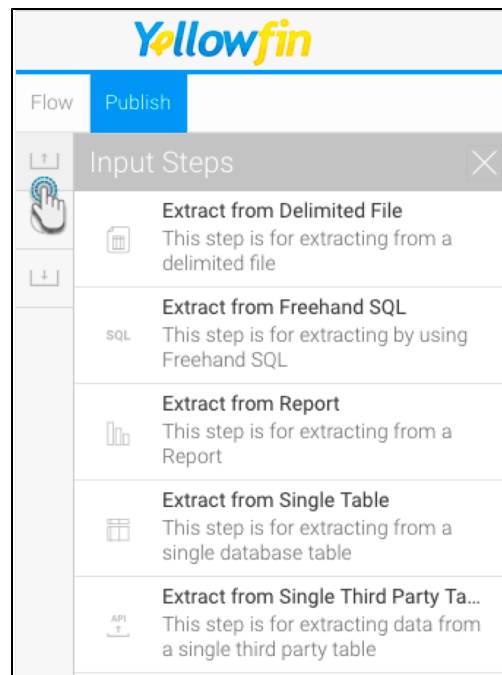 Yellowfin
Flow Publish
Input Steps
Extract from Delimited File
This step is for extracting from a
delimited file
SQL
Extract from Freehand SQL
This step is for extracting by using
Freehand SQL
Extract from Report
This step is for extracting from a
Report
Extract from Single Table
This step is for extracting from a
single database table
API
Extract from Single Third Party Ta...
This step is for extracting data from
a single third party table